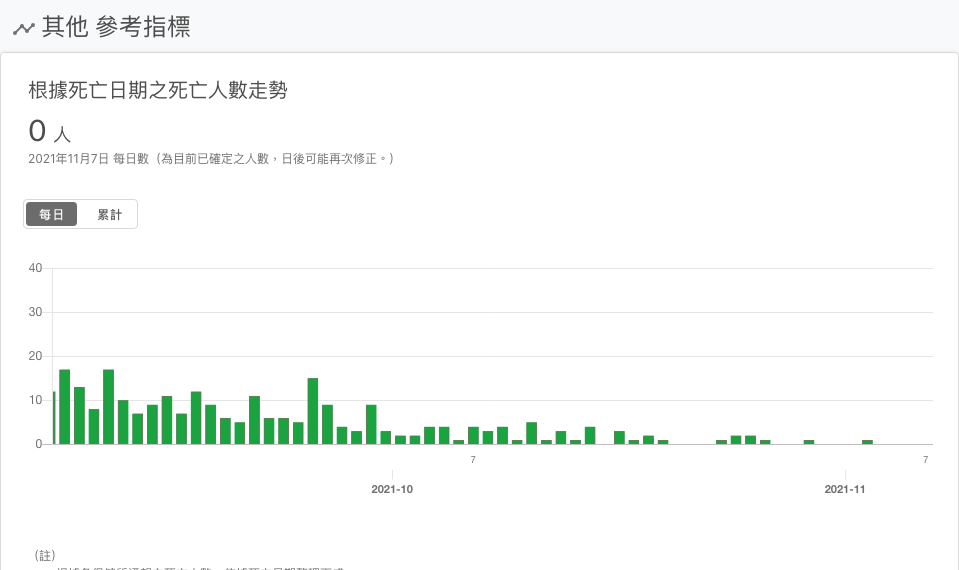 其他 參考指標
根據死亡日期之死亡人數走勢
0 人
2021年11月7日 每日數（為目前已確定之人數，日後可能再次修正。）
每日 累計
40
30
20
10
0
7 7
2021-10 2021-11
（註）